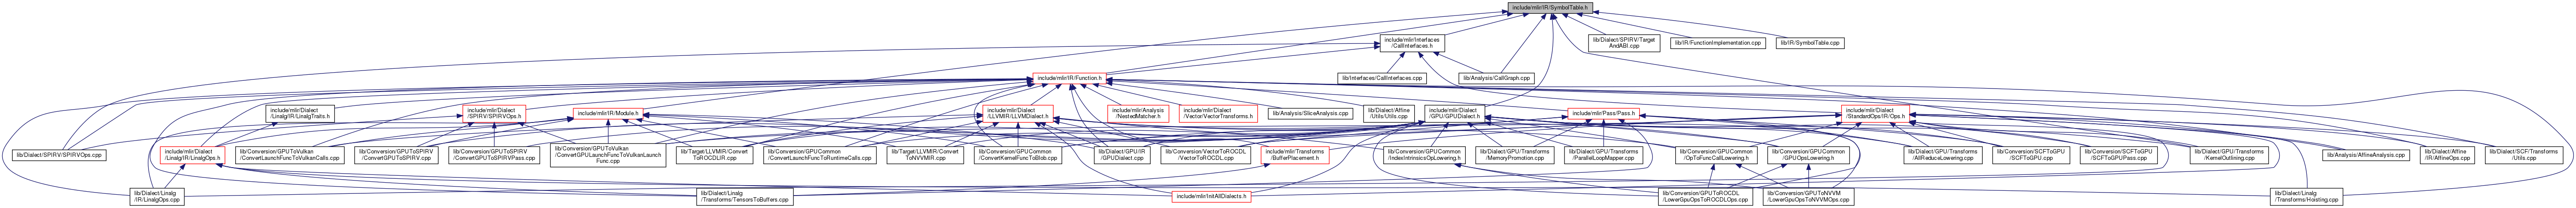 include/mlir/IR/SymbolTable.h
include/mlir/Interfaces
/CallInterfaces.h
lib/Dialect/SPIRV/Target
AndABI.cpp
lib/IR/FunctionImplementation.cpp
lib/IR/SymbolTable.cpp
include/mlir/IR/Function.h
lib/Interfaces/CallInterfaces.cpp
lib/Analysis/CallGraph.cpp
include/mlir/Dialect
/Linalg/IR/LinalgTraits.h
include/mlir/Dialect
/SPIRV/SPIRVOps.h
include/mlir/IR/Module.h
include/mlir/Dialect
/LLVMIR/LLVMDialect.h
include/mlir/Analysis
/NestedMatcher.h
include/mlir/Dialect
/Vector/VectorTransforms.h
lib/Analysis/SliceAnalysis.cpp
lib/Dialect/Affine
/Utils/Utils.cpp
include/mlir/Dialect
/GPU/GPUDialect.h
include/mlir/Pass/Pass.h
include/mlir/Dialect
/StandardOps/IR/Ops.h
lib/Dialect/SPIRV/SPIRVOps.cpp
include/mlir/Dialect
/Linalg/IR/LinalgOps.h
lib/Conversion/GPUToVulkan
/ConvertLaunchFuncToVulkanCalls.cpp
lib/Conversion/GPUToSPIRV
/ConvertGPUToSPIRV.cpp
lib/Conversion/GPUToSPIRV
/ConvertGPUToSPIRVPass.cpp
lib/Conversion/GPUToVulkan
/ConvertGPULaunchFuncToVulkanLaunch
Func.cpp
lib/Target/LLVMIR/Convert
ToROCDLIR.cpp
lib/Conversion/GPUCommon
/ConvertLaunchFuncToRuntimeCalls.cpp
lib/Target/LLVMIR/Convert
ToNVVMIR.cpp
lib/Conversion/GPUCommon
/ConvertKernelFuncToBlob.cpp
lib/Dialect/GPU/IR
/GPUDialect.cpp
lib/Conversion/VectorToROCDL
/VectorToROCDL.cpp
include/mlir/Transforms
/BufferPlacement.h
lib/Conversion/GPUCommon
/IndexIntrinsicsOpLowering.h
lib/Dialect/GPU/Transforms
/MemoryPromotion.cpp
lib/Dialect/GPU/Transforms
/ParallelLoopMapper.cpp
lib/Conversion/GPUCommon
/OpToFuncCallLowering.h
lib/Conversion/GPUCommon
/GPUOpsLowering.h
lib/Dialect/GPU/Transforms
/AllReduceLowering.cpp
lib/Conversion/SCFToGPU
/SCFToGPU.cpp
lib/Conversion/SCFToGPU
/SCFToGPUPass.cpp
lib/Dialect/GPU/Transforms
/KernelOutlining.cpp
lib/Analysis/AffineAnalysis.cpp
lib/Dialect/Affine
/IR/AffineOps.cpp
lib/Dialect/SCF/Transforms
/Utils.cpp
lib/Dialect/Linalg
/IR/LinalgOps.cpp
lib/Dialect/Linalg
/Transforms/TensorsToBuffers.cpp
include/mlir/InitAllDialects.h
lib/Conversion/GPUToROCDL
/LowerGpuOpsToROCDLOps.cpp
lib/Conversion/GPUToNVVM
/LowerGpuOpsToNVVMOps.cpp
lib/Dialect/Linalg
/Transforms/Hoisting.cpp